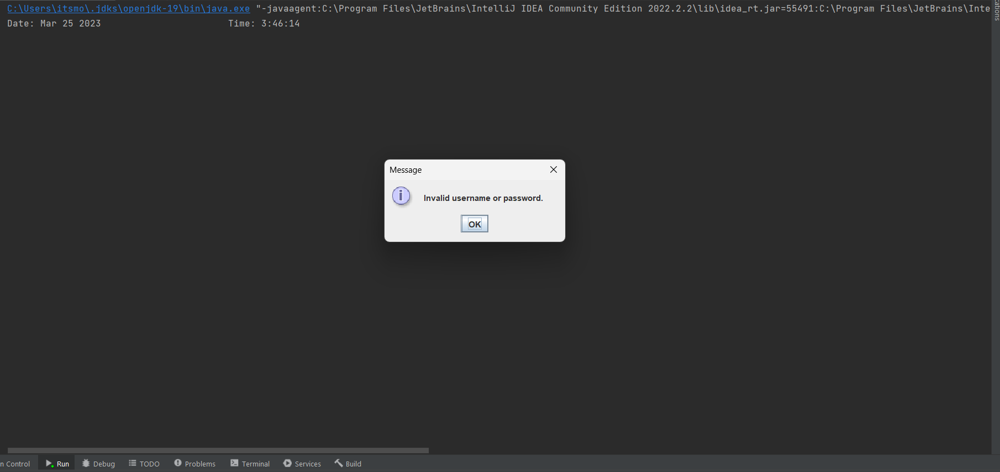 C:\Users\itsmo\.jdks\openjdk-19\bin\java.exe "-javaagent:C:\Program Files\JetBrains\IntelliJ IDEA Community Edition 2022.2.2\lib\idea_rt.jar=55491:C:\Program Files\JetBrains\Inte
Date: Mar 25 2023 Time: 3:46:14
Message
Invalid username or password.
OK
n Control Run Debug TODO Problems Terminal Services Build